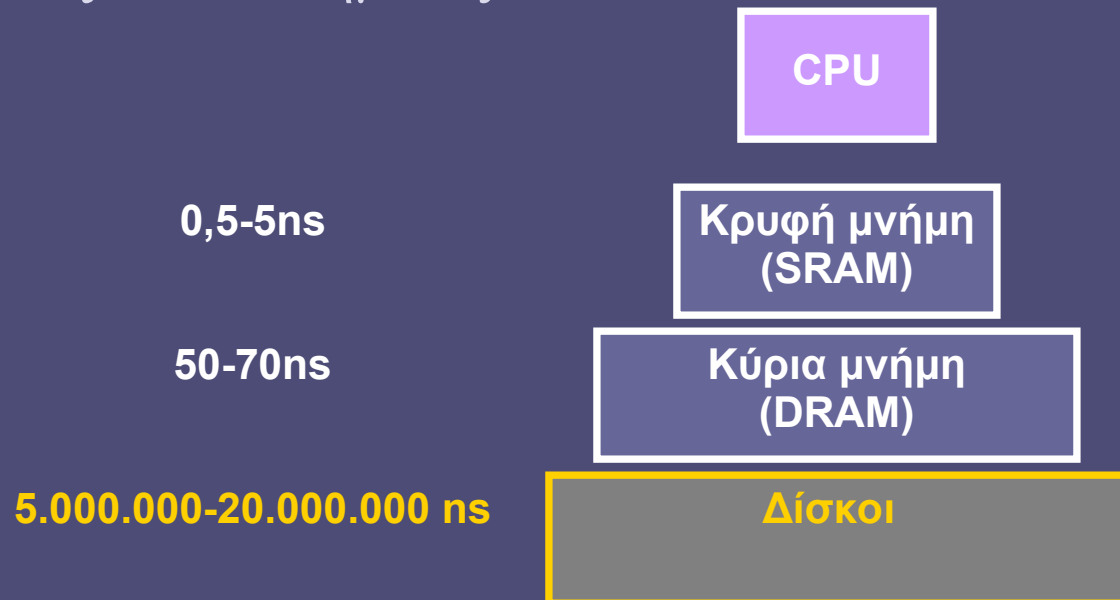 CPU
0,5-5ns
Κρυφή μνήμη
(SRAM)
50-70ns
Κύρια μνήμη
(DRAM)
5.000.000-20.000.000 ns
Δίσκοι